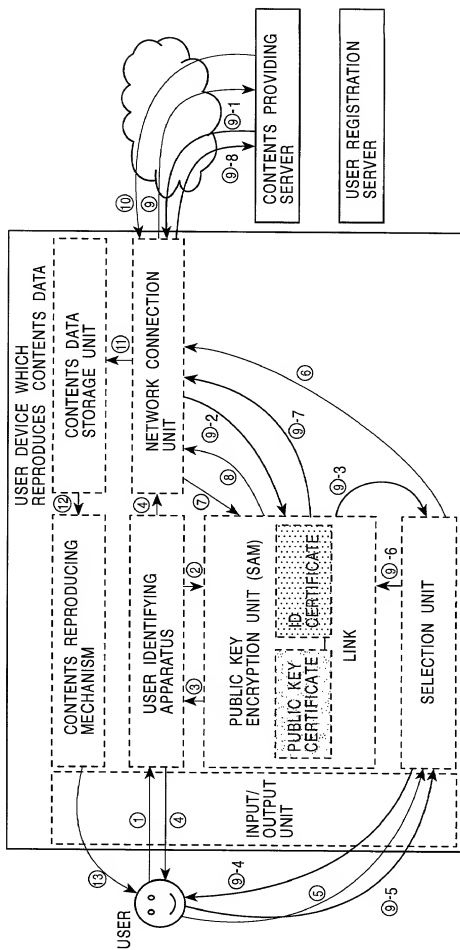 USER DEVICE WHICH
REPRODUCES CONTENTS DATA
CONTENTS REPRODUCING
MECHANISM
⑫
CONTENTS DATA
STORAGE UNIT
⑬
⑪
⑩
USER
①
④
USER IDENTIFYING
APPARATUS
④
NETWORK CONNECTION
UNIT
⑨
⑨-1
⑨-8
CONTENTS PROVIDING
SERVER
USER REGISTRATION
SERVER
INPUT/
OUTPUT
UNIT
③
②
⑦
⑧
⑨-2
⑨-7
⑥
PUBLIC KEY
ENCRYPTION UNIT (SAM)
PUBLIC KEY
CERTIFICATE
ID
CERTIFICATE
LINK
⑨-3
⑨-4
⑤
⑨-5
⑨-6
SELECTION UNIT